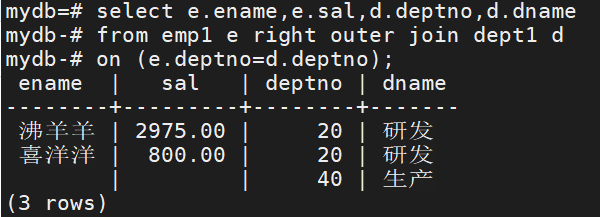 mydb=# select e.ename,e.sal,d.deptno,d.dname
mydb-# from emp1 e right outer join dept1 d
mydb-# on (e.deptno=d.deptno);
 ename  |   sal   | deptno | dname
--------+---------+--------+-------
 沸羊羊 | 2975.00 |     20 | 研发
 喜洋洋 |  800.00 |     20 | 研发
        |         |     40 | 生产
(3 rows)